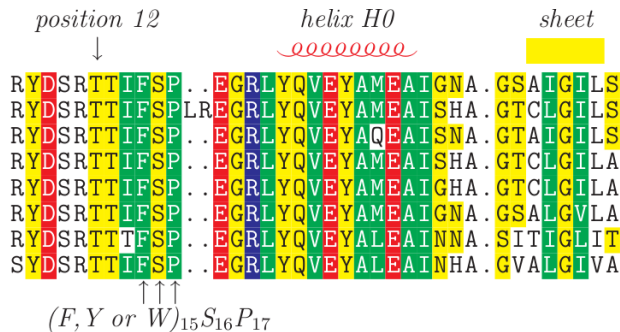 position 12 helix H0 sheet
RYDSRTTIFSP..EGRLYQVEYAMEAIGNA.GSAIGILS
RYDSRTTIFSPLREGRLYQVEYAMEAISHA.GTCLGILS
RYDSRTTIFSP..EGRLYQVEYAQEAISNA.GTAIGILS
RYDSRTTIFSP..EGRLYQVEYAMEAISHA.GTCLGILA
RYDSRTTIFSP..EGRLYQVEYAMEAIGHA.GTCLGILA
RYDSRTTIFSP..EGRLYQVEYAMEAIGNA.GSALGVLA
RYDSRTTTFSP..EGRLYQVEYALEAINNA.SITIGLIT
SYDSRTTIFSP..EGRLYQVEYALEAINHA.GVALGIVA
(F, Y or W)₁₅S₁₆P₁₇